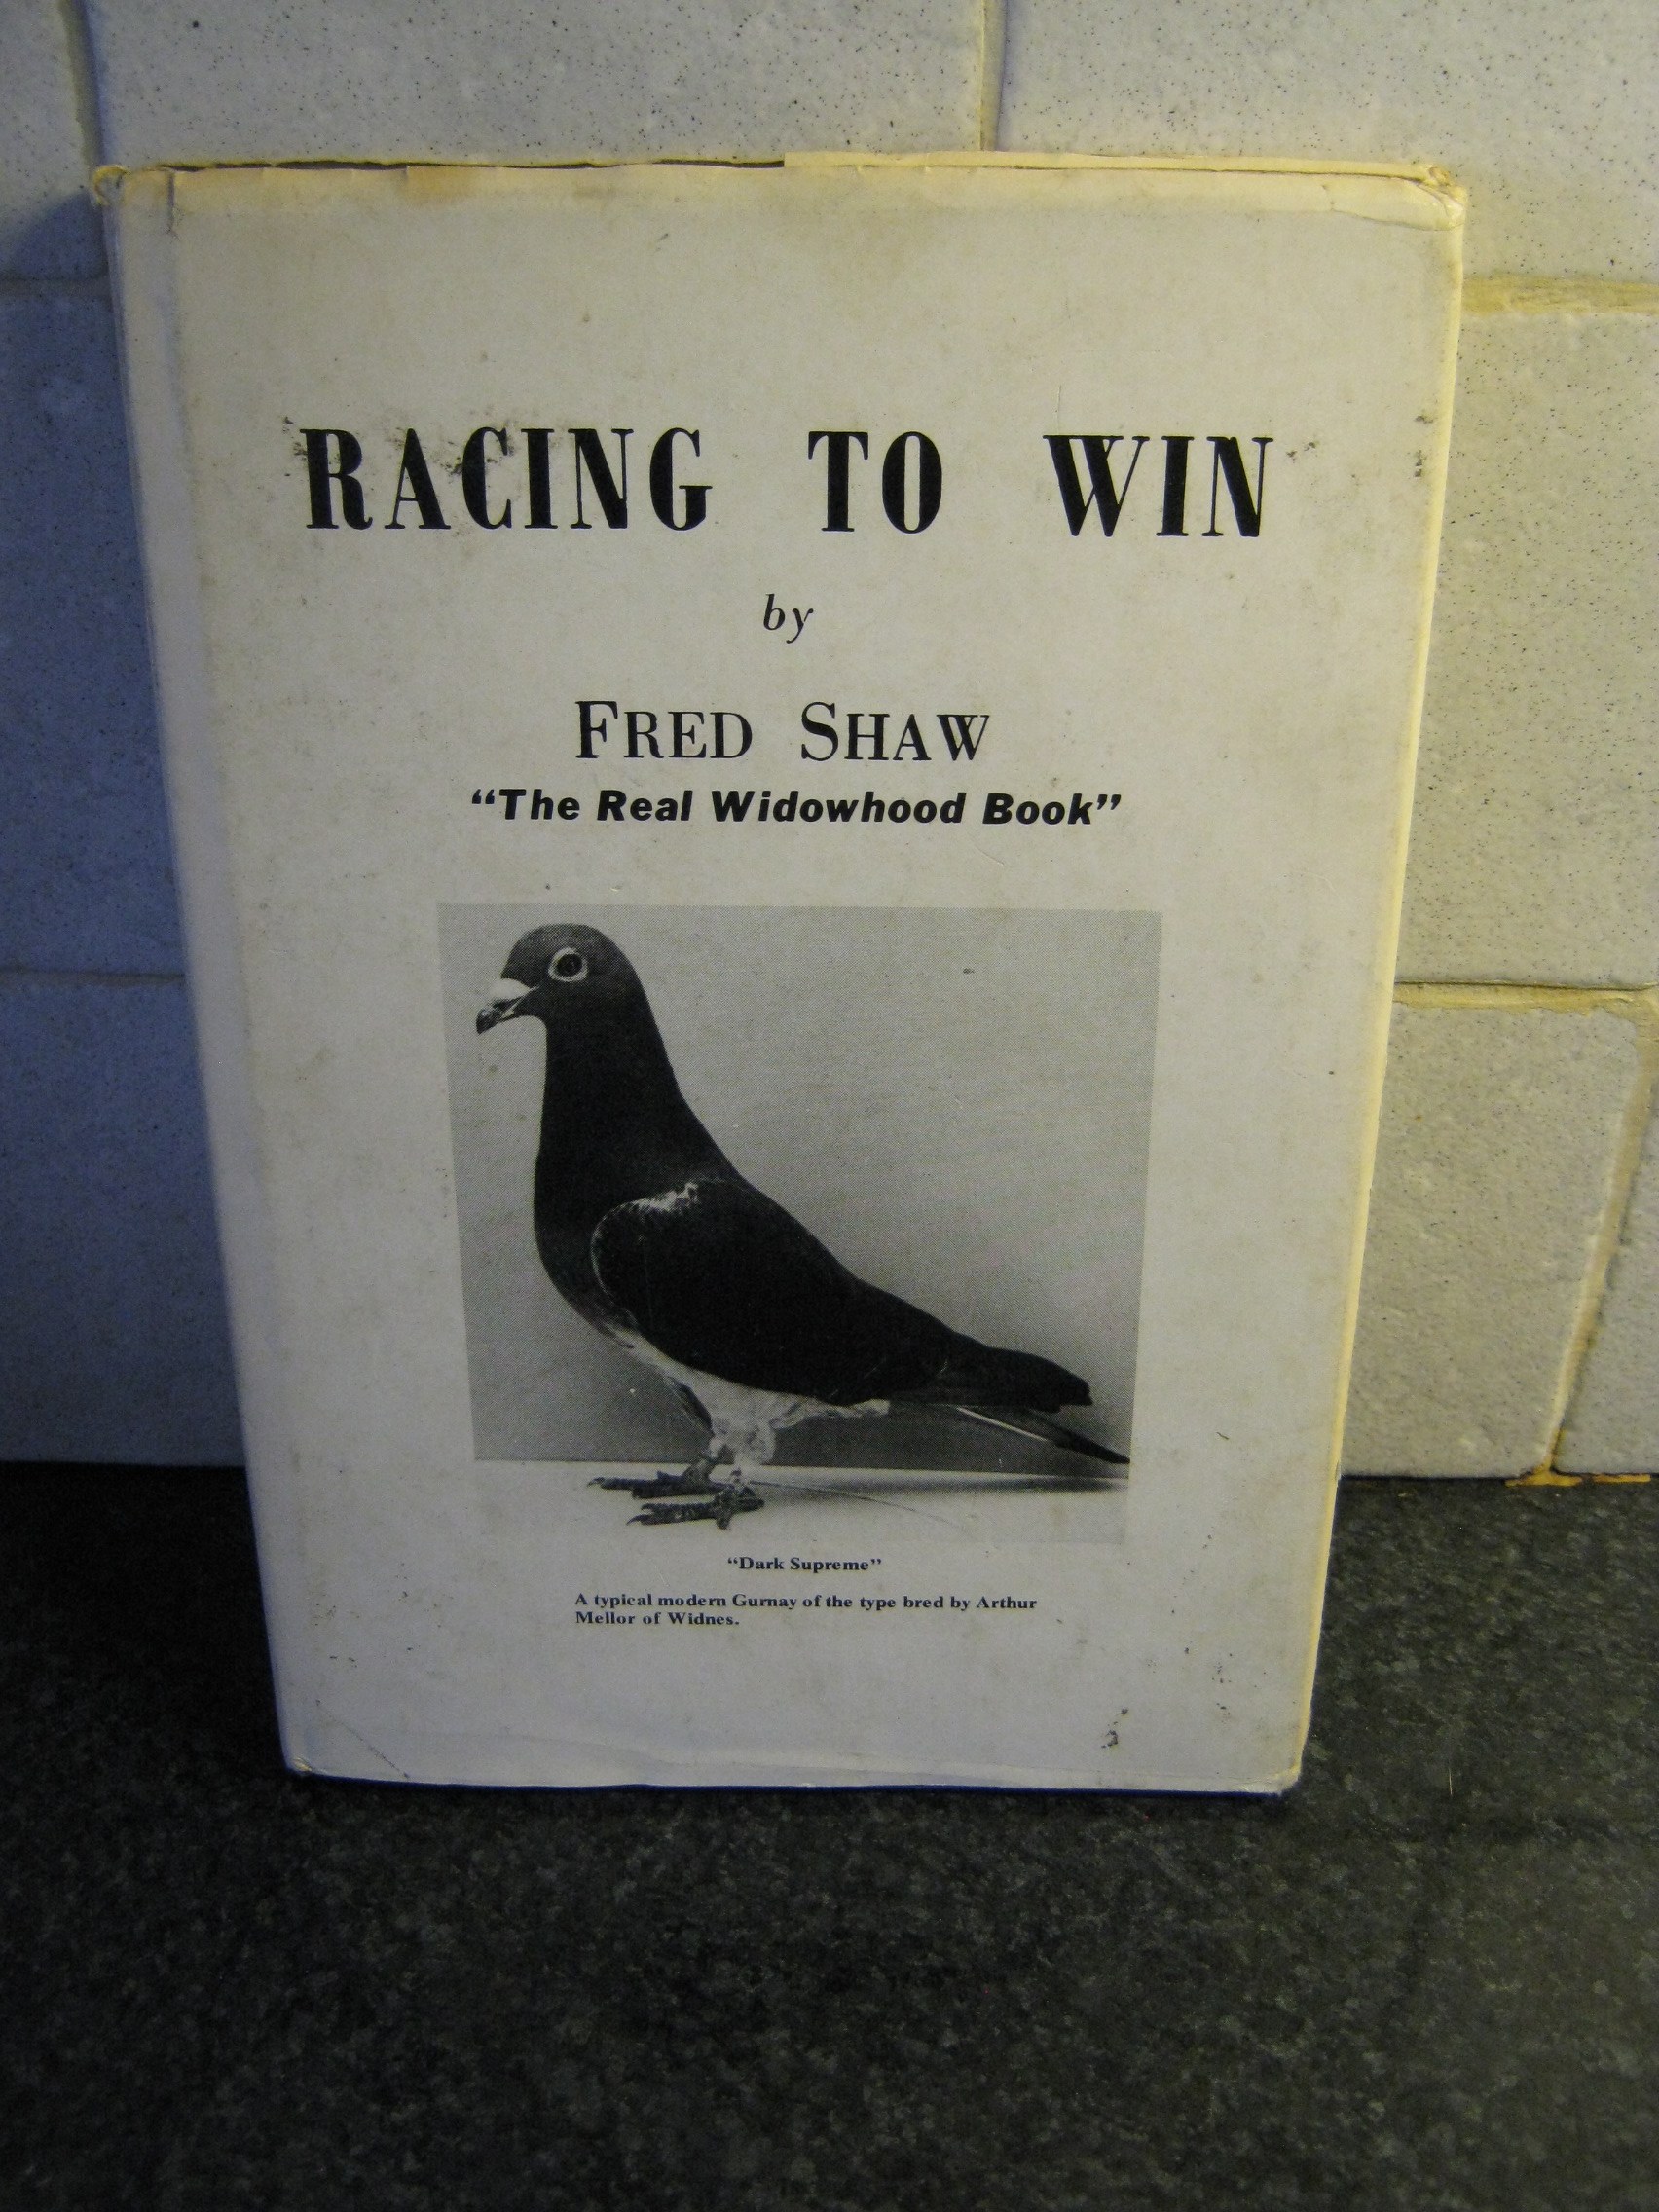 RACING TO WIN
by
FRED SHAW
“The Real Widowhood Book”
“Dark Supreme”
A typical modern Gurnay of the type bred by Arthur
Mellor of Widnes.